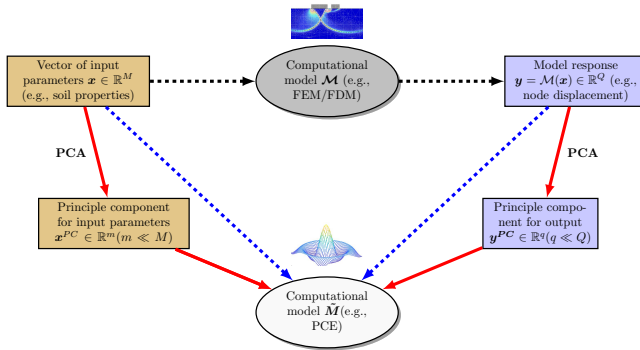 Vector of input
parameters 𝒙 ∈ ℝ^M
(e.g., soil properties)
Computational
model 𝓜 (e.g.,
FEM/FDM)
Model response
𝒚 = ℳ(𝒙) ∈ ℝ^Q (e.g.,
node displacement)
PCA
PCA
Principle component
for input parameters
𝒙^PC ∈ ℝ^m(m ≪ M)
Principle compo-
nent for output
𝒚^PC ∈ ℝ^q(q ≪ Q)
Computational
model M̃(e.g.,
PCE)